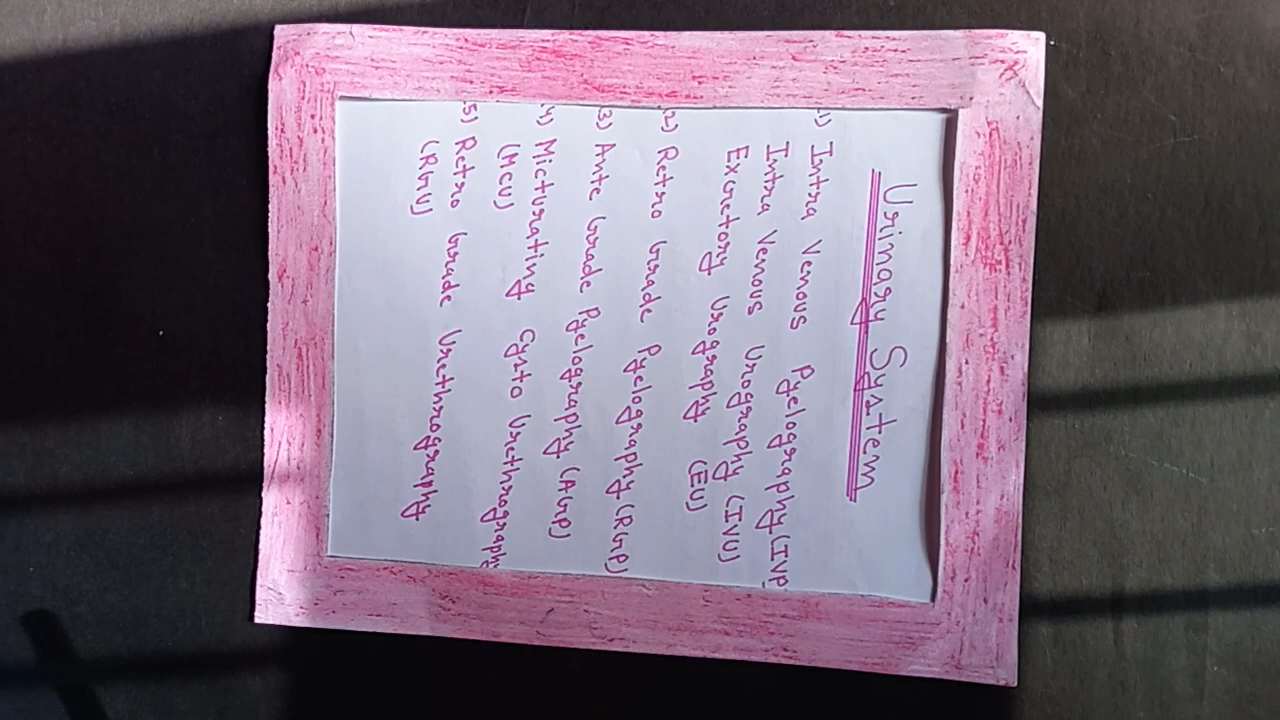 Urinary System
1) Intra Venous Pyelography (IVP)
Intra Venous Urography (IVU)
Excretory Urography (EU)
2) Retro Grade Pyelography (RGP)
3) Ante Grade Pyelography (AGP)
4) Micturating Cysto Urethrography
(MCU)
5) Retro Grade Urethrography
(RGU)